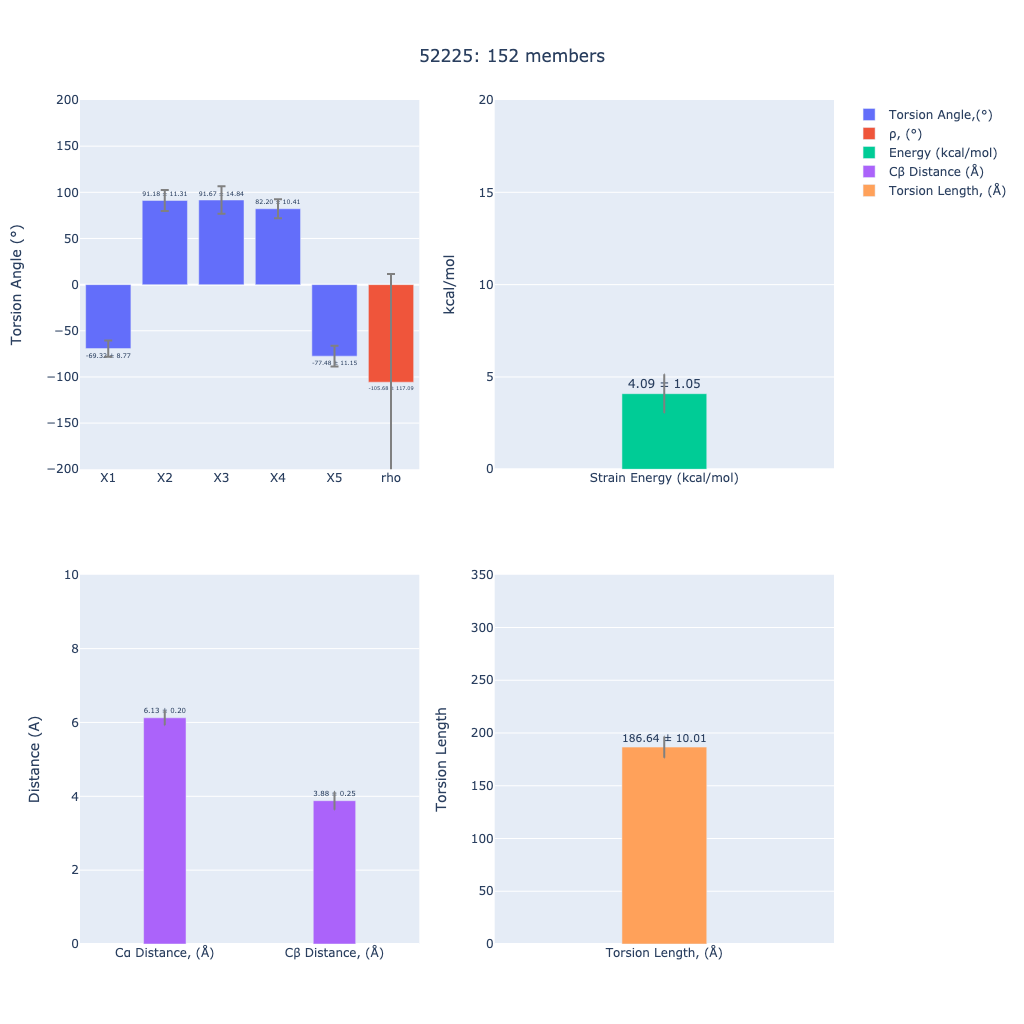 52225: 152 members
200
150
100
50
0
−50
−100
−150
−200
Torsion Angle (°)
91.18 ± 11.31
91.67 ± 14.84
82.20 ± 10.41
-69.32 ± 8.77
-77.48 ± 11.15
-105.68 ± 117.09
X1 X2 X3 X4 X5 rho
20
15
10
5
0
kcal/mol
4.09 ± 1.05
Strain Energy (kcal/mol)
Torsion Angle,(°)
ρ, (°)
Energy (kcal/mol)
Cβ Distance (Å)
Torsion Length, (Å)
10
8
6
4
2
0
Distance (A)
6.13 ± 0.20
3.88 ± 0.25
Cα Distance, (Å) Cβ Distance, (Å)
350
300
250
200
150
100
50
0
Torsion Length
186.64 ± 10.01
Torsion Length, (Å)